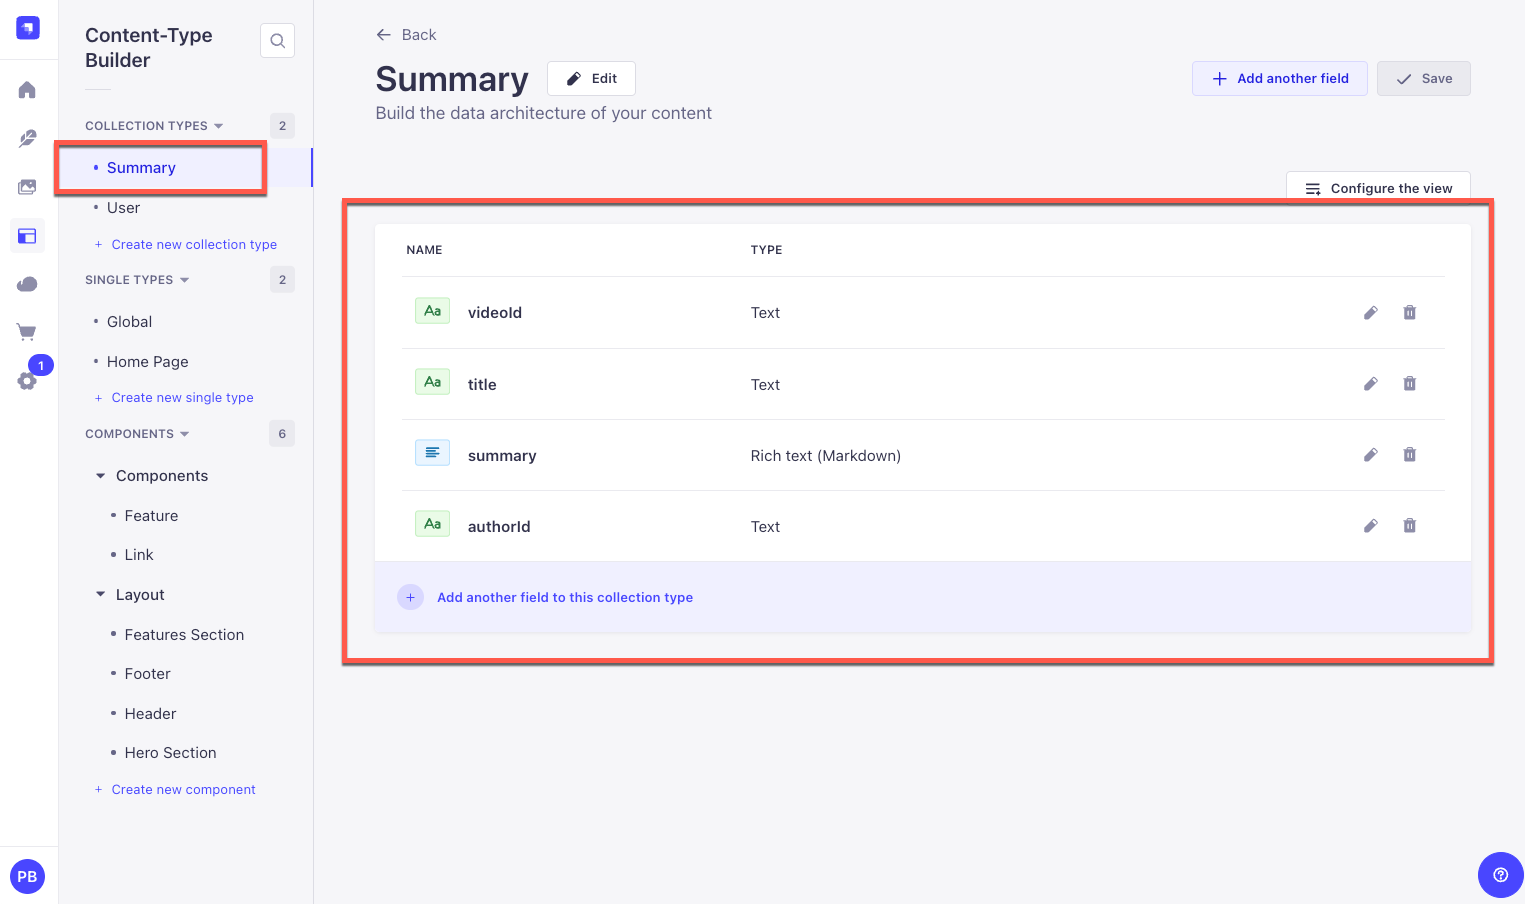 Content-Type
Builder
COLLECTION TYPES
2
Summary
User
+ Create new collection type
SINGLE TYPES
2
Global
Home Page
+ Create new single type
COMPONENTS
6
Components
Feature
Link
Layout
Features Section
Footer
Header
Hero Section
+ Create new component
1
PB
Back
Summary
Edit
Add another field
Save
Build the data architecture of your content
Configure the view
NAME TYPE
Aa videoId Text
Aa title Text
summary Rich text (Markdown)
Aa authorId Text
+ Add another field to this collection type
?